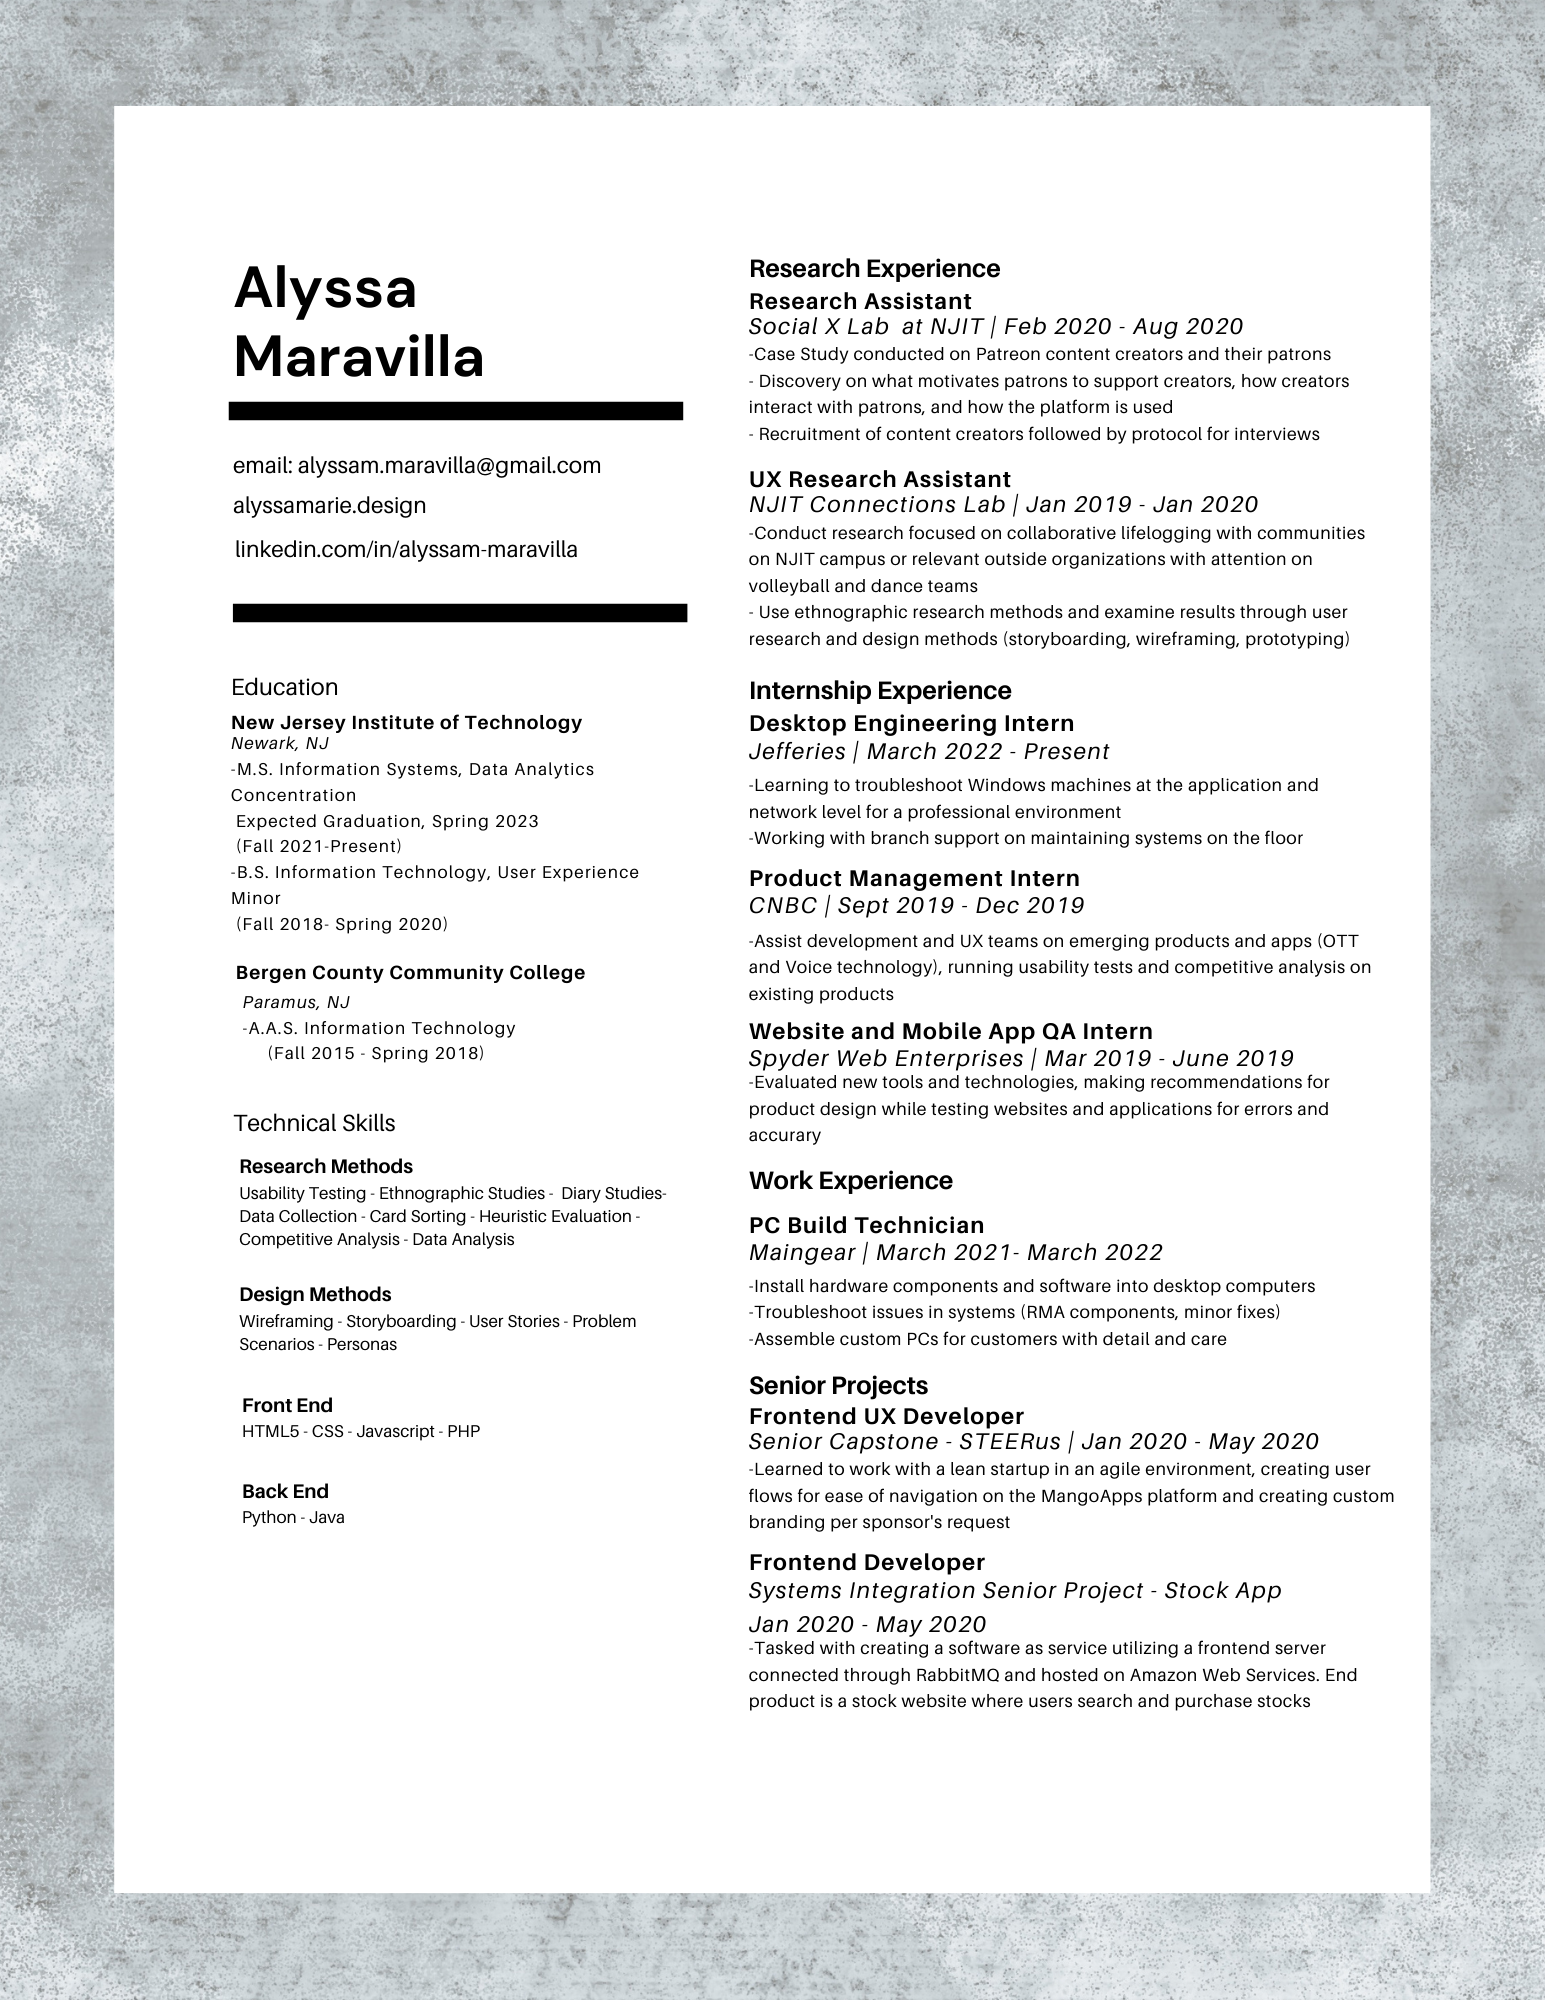 Alyssa
Maravilla
email: alyssam.maravilla@gmail.com
alyssamarie.design
linkedin.com/in/alyssam-maravilla
Education
New Jersey Institute of Technology
Newark, NJ
-M.S. Information Systems, Data Analytics
Concentration
Expected Graduation, Spring 2023
(Fall 2021-Present)
-B.S. Information Technology, User Experience
Minor
(Fall 2018- Spring 2020)
Bergen County Community College
Paramus, NJ
-A.A.S. Information Technology
(Fall 2015 - Spring 2018)
Technical Skills
Research Methods
Usability Testing - Ethnographic Studies -  Diary Studies-
Data Collection - Card Sorting - Heuristic Evaluation -
Competitive Analysis - Data Analysis
Design Methods
Wireframing - Storyboarding - User Stories - Problem
Scenarios - Personas
Front End
HTML5 - CSS - Javascript - PHP
Back End
Python - Java
Research Experience
Research Assistant
Social X Lab  at NJIT | Feb 2020 - Aug 2020
-Case Study conducted on Patreon content creators and their patrons
- Discovery on what motivates patrons to support creators, how creators
interact with patrons, and how the platform is used
- Recruitment of content creators followed by protocol for interviews
UX Research Assistant
NJIT Connections Lab | Jan 2019 - Jan 2020
-Conduct research focused on collaborative lifelogging with communities
on NJIT campus or relevant outside organizations with attention on
volleyball and dance teams
- Use ethnographic research methods and examine results through user
research and design methods (storyboarding, wireframing, prototyping)
Internship Experience
Desktop Engineering Intern
Jefferies | March 2022 - Present
-Learning to troubleshoot Windows machines at the application and
network level for a professional environment
-Working with branch support on maintaining systems on the floor
Product Management Intern
CNBC | Sept 2019 - Dec 2019
-Assist development and UX teams on emerging products and apps (OTT
and Voice technology), running usability tests and competitive analysis on
existing products
Website and Mobile App QA Intern
Spyder Web Enterprises | Mar 2019 - June 2019
-Evaluated new tools and technologies, making recommendations for
product design while testing websites and applications for errors and
accurary
Work Experience
PC Build Technician
Maingear | March 2021- March 2022
-Install hardware components and software into desktop computers
-Troubleshoot issues in systems (RMA components, minor fixes)
-Assemble custom PCs for customers with detail and care
Senior Projects
Frontend UX Developer
Senior Capstone - STEERus | Jan 2020 - May 2020
-Learned to work with a lean startup in an agile environment, creating user
flows for ease of navigation on the MangoApps platform and creating custom
branding per sponsor's request
Frontend Developer
Systems Integration Senior Project - Stock App
Jan 2020 - May 2020
-Tasked with creating a software as service utilizing a frontend server
connected through RabbitMQ and hosted on Amazon Web Services. End
product is a stock website where users search and purchase stocks